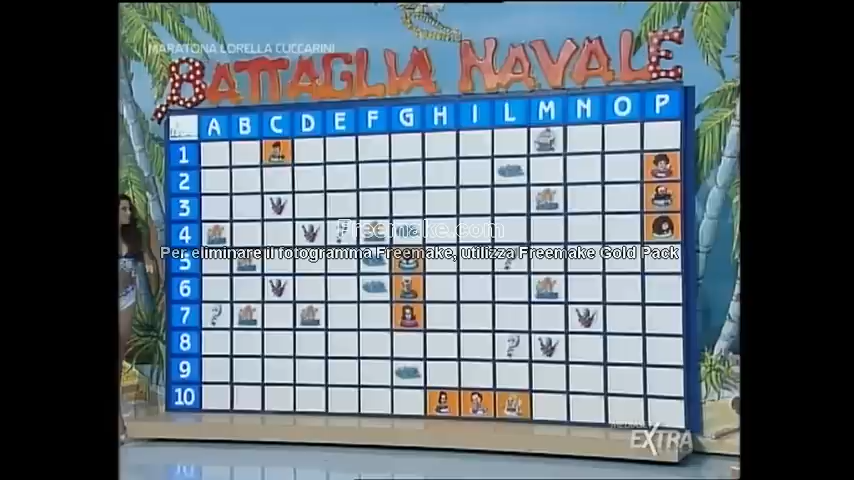 MARATONA LORELLA CUCCARINI
BATTAGLIA NAVALE
A B C D E F G H I L M N O P
1
2
3
4 ?
Freemake.com
Per eliminare il fotogramma Freemake, utilizza Freemake Gold Pack
5 ?
6
7 ?
8 ?
9
10
MEDIASET
EXTRA